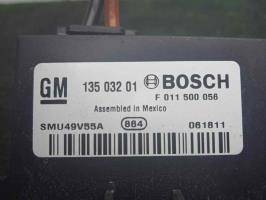 GM 135 032 01 BOSCH
F 011 500 056
Assembled in Mexico
SMU49V55A 864 061811